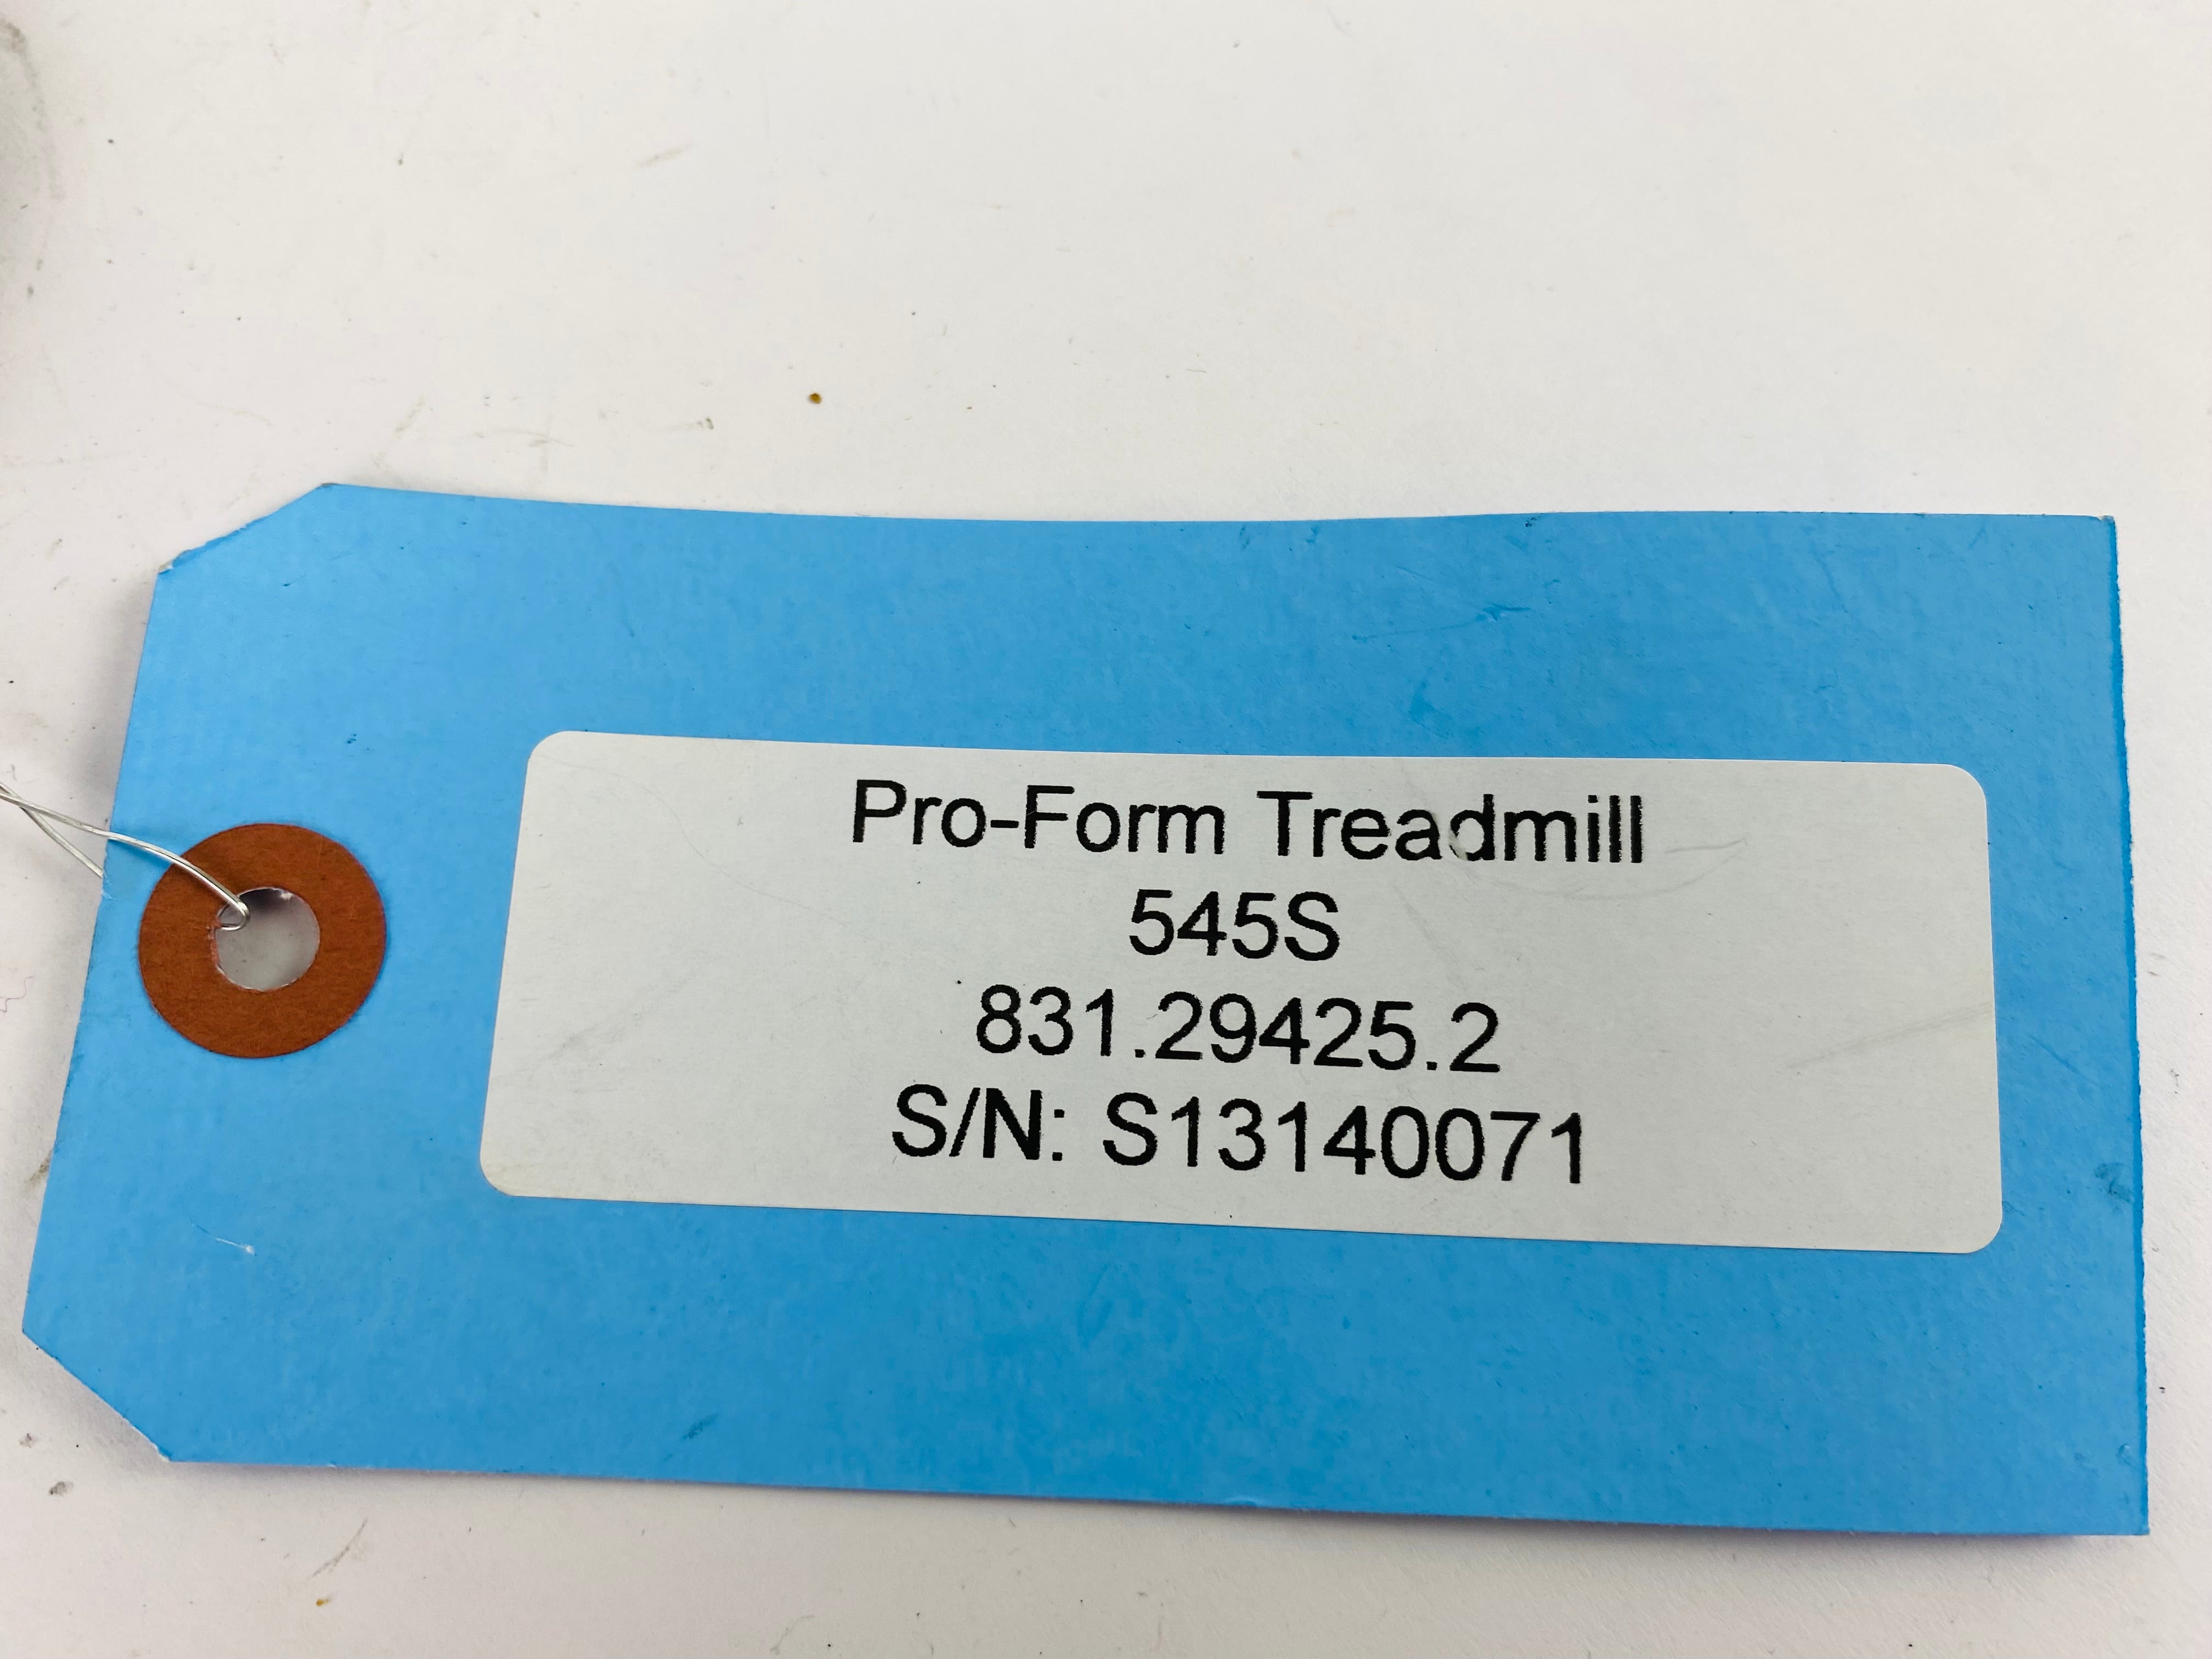 Pro-Form Treadmill
545S
831.29425.2
S/N: S13140071